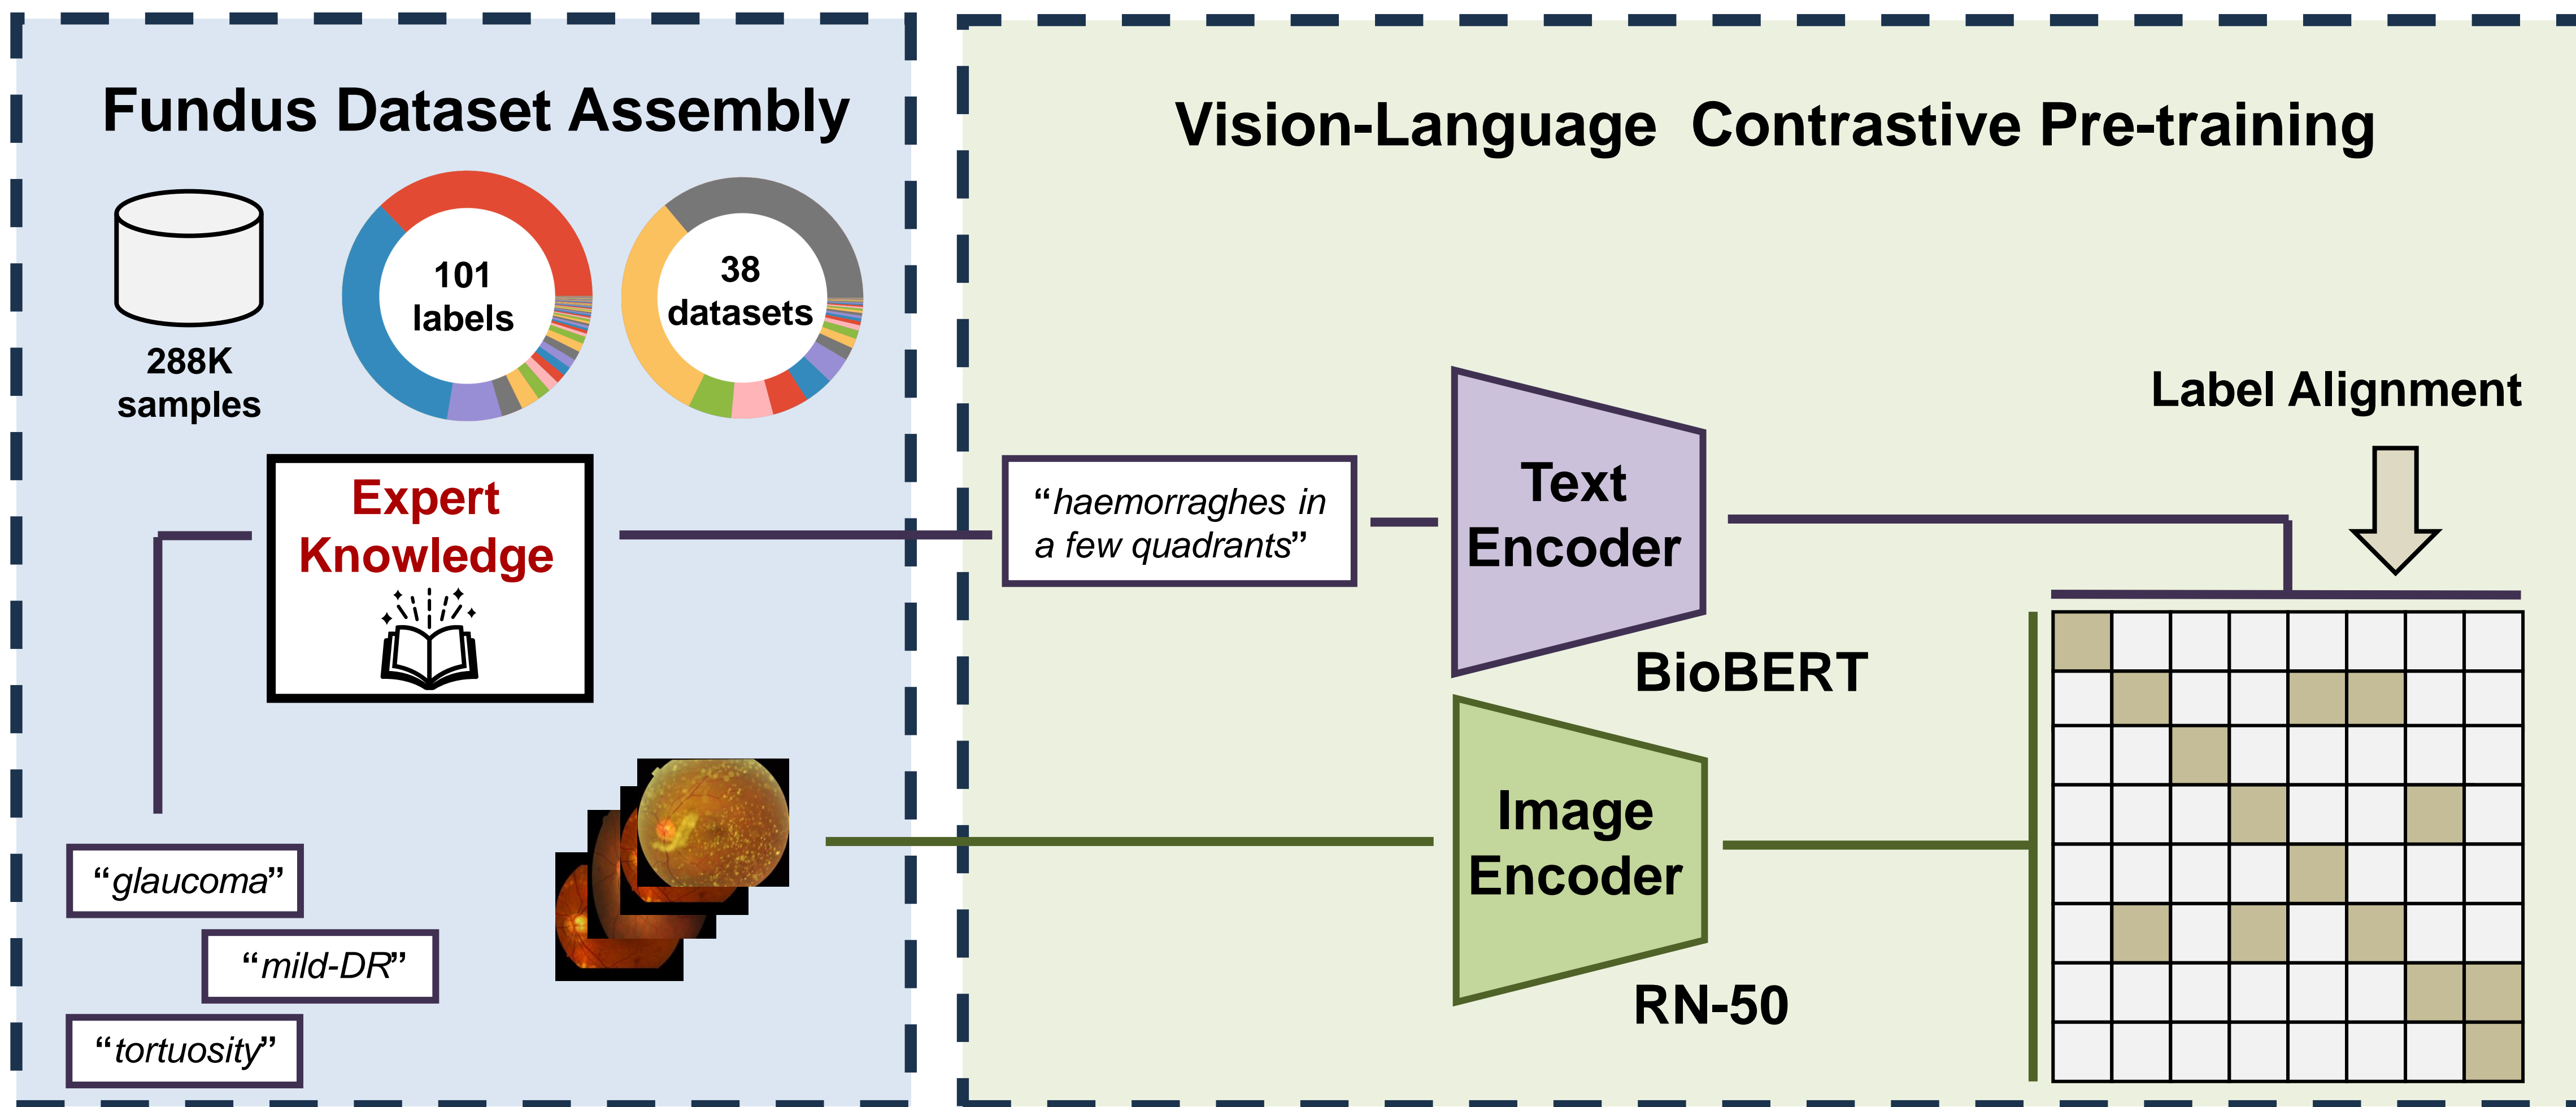 Fundus Dataset Assembly
288K
samples
101
labels
38
datasets
Expert
Knowledge
“glaucoma”
“mild-DR”
“tortuosity”
Vision-Language Contrastive Pre-training
“haemorraghes in
a few quadrants”
Text
Encoder
BioBERT
Image
Encoder
RN-50
Label Alignment